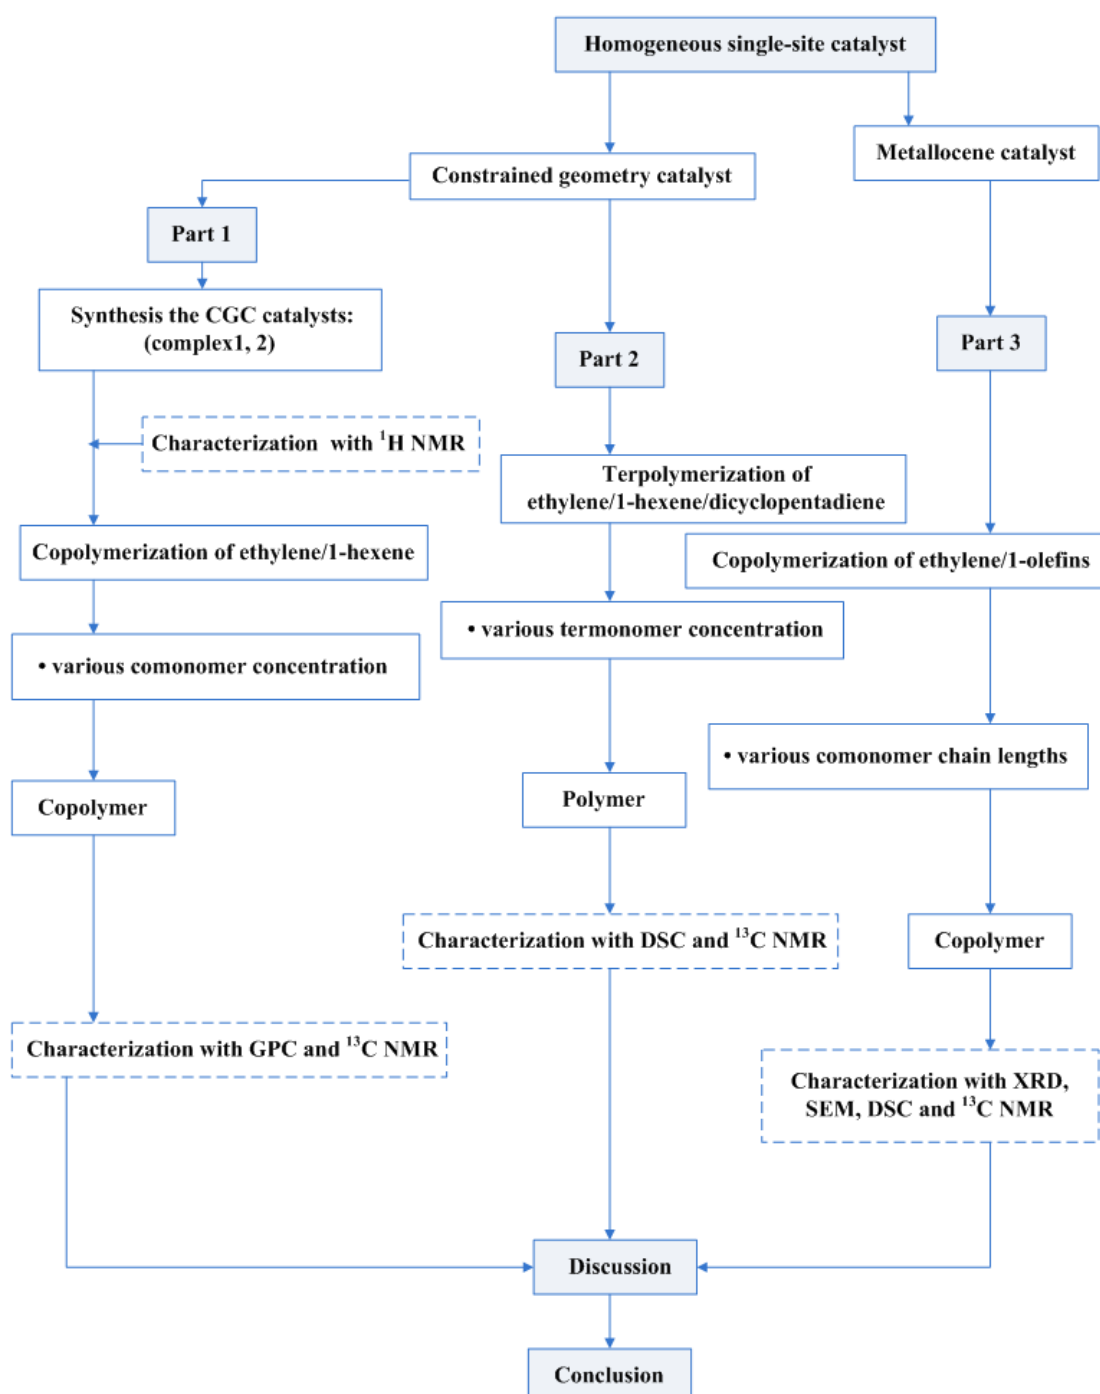 Homogeneous single-site catalyst
Metallocene catalyst
Constrained geometry catalyst
Part 1
Synthesis the CGC catalysts:
(complex1, 2)
Part 2
Part 3
Characterization with ¹H NMR
Terpolymerization of
ethylene/1-hexene/dicyclopentadiene
Copolymerization of ethylene/1-hexene
Copolymerization of ethylene/1-olefins
• various termonomer concentration
• various comonomer concentration
• various comonomer chain lengths
Copolymer
Polymer
Characterization with DSC and ¹³C NMR
Copolymer
Characterization with GPC and ¹³C NMR
Characterization with XRD,
SEM, DSC and ¹³C NMR
Discussion
Conclusion